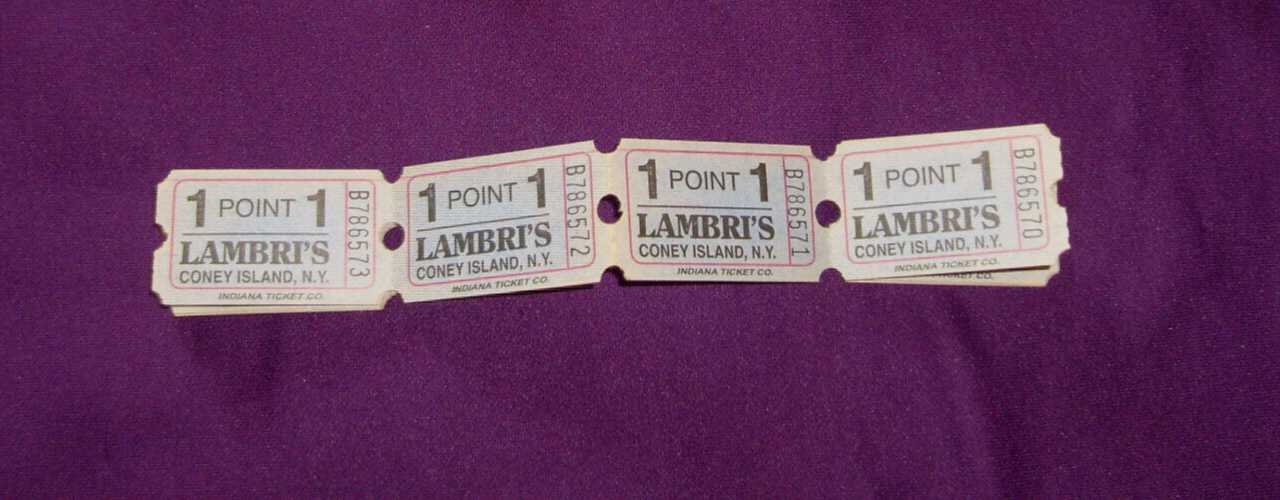 1 POINT 1
LAMBRI'S
CONEY ISLAND, N.Y.
INDIANA TICKET CO.
B786573
1 POINT 1
LAMBRI'S
CONEY ISLAND, N.Y.
INDIANA TICKET CO.
B786572
1 POINT 1
LAMBRI'S
CONEY ISLAND, N.Y.
INDIANA TICKET CO.
B786571
1 POINT 1
LAMBRI'S
CONEY ISLAND, N.Y.
INDIANA TICKET CO.
B786570